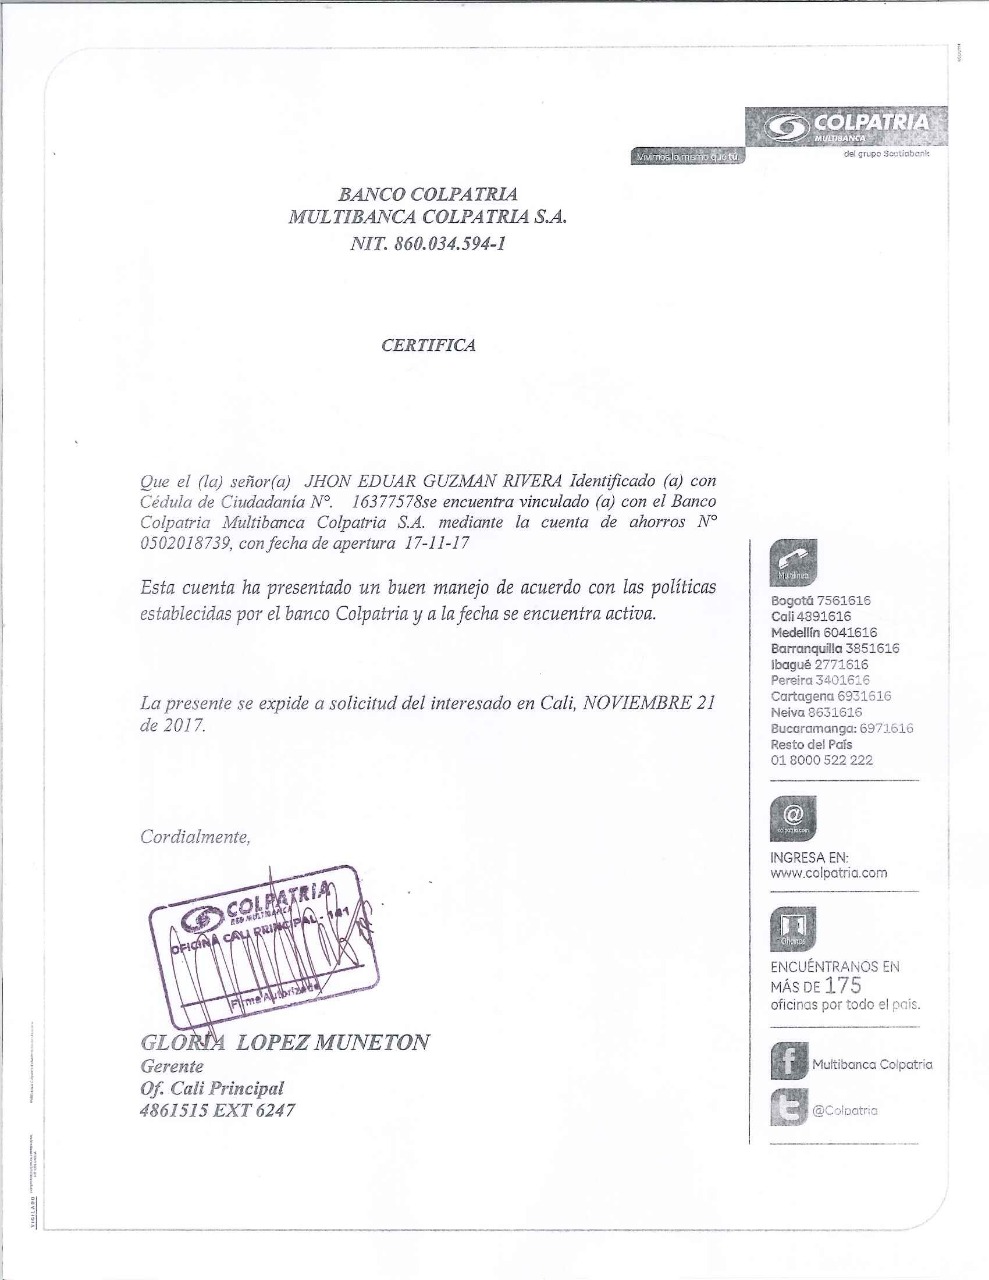 COLPATRIA
MULTIBANCA
Vivimos lo mismo que tú.
del grupo Scotiabank
BANCO COLPATRIA
MULTIBANCA COLPATRIA S.A.
NIT. 860.034.594-1
CERTIFICA
Que el (la) señor(a) JHON EDUAR GUZMAN RIVERA Identificado (a) con
Cédula de Ciudadanía Nº. 16377578se encuentra vinculado (a) con el Banco
Colpatria Multibanca Colpatria S.A. mediante la cuenta de ahorros Nº
0502018739, con fecha de apertura 17-11-17
Esta cuenta ha presentado un buen manejo de acuerdo con las políticas
establecidas por el banco Colpatria y a la fecha se encuentra activa.
La presente se expide a solicitud del interesado en Cali, NOVIEMBRE 21
de 2017.
Cordialmente,
COLPATRIA
RED MULTIBANCA
OFICINA CALI PRINCIPAL - 101
Firma Autorizada
GLORIA LOPEZ MUNETON
Gerente
Of. Cali Principal
4861515 EXT 6247
Multilínea
Bogotá 7561616
Cali 4891616
Medellín 6041616
Barranquilla 3851616
Ibagué 2771616
Pereira 3401616
Cartagena 6931616
Neiva 8631616
Bucaramanga: 6971616
Resto del País
01 8000 522 222
@
colpatria.com
INGRESA EN:
www.colpatria.com
Oficinas
ENCUÉNTRANOS EN
MÁS DE 175
oficinas por todo el país.
f Multibanca Colpatria
t @Colpatria
VIGILADO